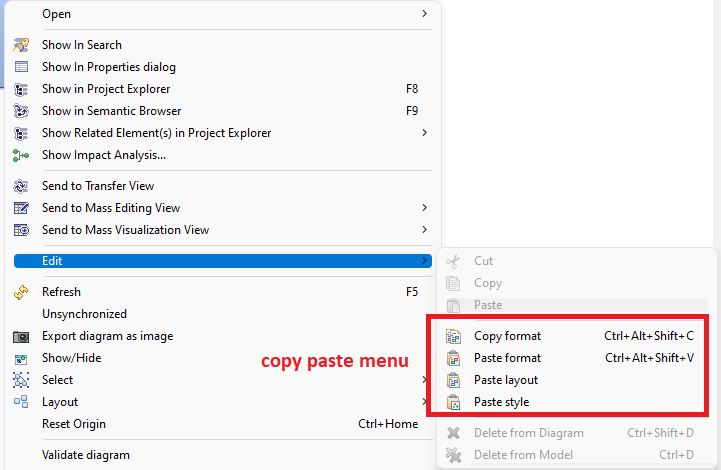 Open
Show In Search
Show In Properties dialog
Show in Project Explorer F8
Show in Semantic Browser F9
Show Related Element(s) in Project Explorer
Show Impact Analysis...
Send to Transfer View
Send to Mass Editing View
Send to Mass Visualization View
Edit
Refresh F5
Unsynchronized
Export diagram as image
Show/Hide
Select
Layout
Reset Origin Ctrl+Home
Validate diagram
copy paste menu
Cut
Copy
Paste
Copy format Ctrl+Alt+Shift+C
Paste format Ctrl+Alt+Shift+V
Paste layout
Paste style
Delete from Diagram Ctrl+Shift+D
Delete from Model Ctrl+D